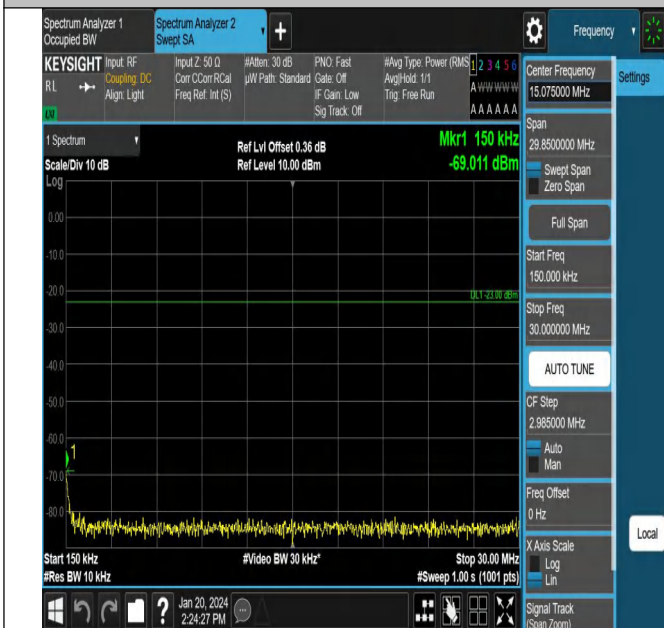 Spectrum Analyzer 1
Occupied BW
Spectrum Analyzer 2
Swept SA
+
Frequency
KEYSIGHT
RL
LXI
Input: RF
Coupling: DC
Align: Light
Input Z: 50 Ω
Corr CCorr RCal
Freq Ref: Int (S)
#Atten: 30 dB
µW Path: Standard
PNO: Fast
Gate: Off
IF Gain: Low
Sig Track: Off
#Avg Type: Power (RMS
Avg|Hold: 1/1
Trig: Free Run
1 2 3 4 5 6
A W W W W W
A A A A A A
1 Spectrum
Scale/Div 10 dB
Ref Lvl Offset 0.36 dB
Ref Level 10.00 dBm
Mkr1 150 kHz
-69.011 dBm
Log
0.00
-10.0
-20.0
DL1 -23.00 dBm
-30.0
-40.0
-50.0
-60.0
1
-70.0
-80.0
Start 150 kHz
#Video BW 30 kHz*
Stop 30.00 MHz
#Res BW 10 kHz
#Sweep 1.00 s (1001 pts)
?
Jan 20, 2024
2:24:27 PM
Center Frequency
15.075000 MHz
Settings
Span
29.8500000 MHz
Swept Span
Zero Span
Full Span
Start Freq
150.000 kHz
Stop Freq
30.000000 MHz
AUTO TUNE
CF Step
2.985000 MHz
Auto
Man
Freq Offset
0 Hz
X Axis Scale
Log
Lin
Local
Signal Track
(Span Zoom)